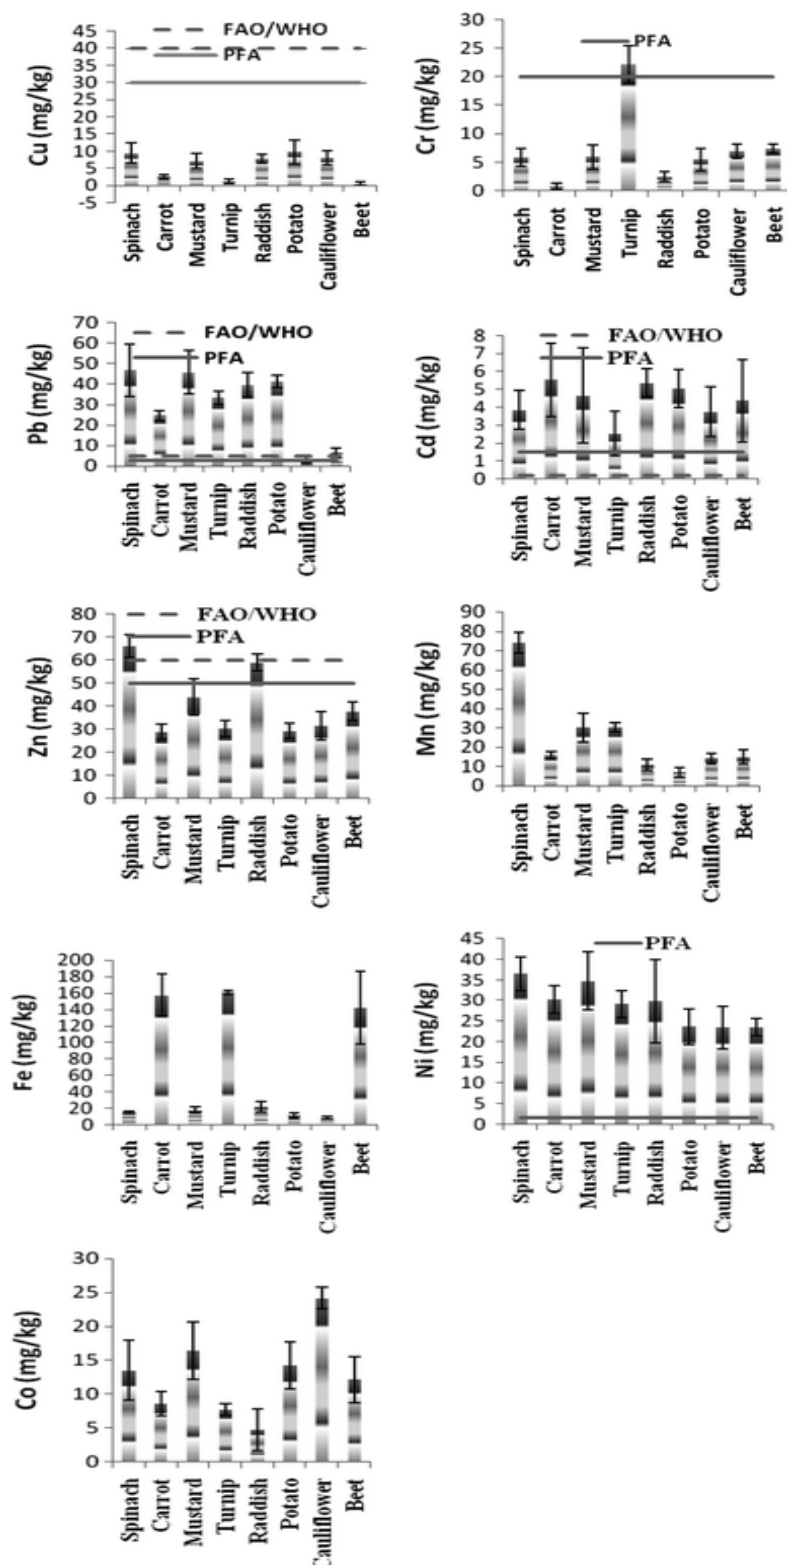 Cu (mg/kg)
45
40
35
30
25
20
15
10
5
0
-5
FAO/WHO
PFA
Spinach
Carrot
Mustard
Turnip
Raddish
Potato
Cauliflower
Beet
Cr (mg/kg)
30
25
20
15
10
5
0
PFA
Spinach
Carrot
Mustard
Turnip
Raddish
Potato
Cauliflower
Beet
Pb (mg/kg)
70
60
50
40
30
20
10
0
FAO/WHO
PFA
Spinach
Carrot
Mustard
Turnip
Raddish
Potato
Cauliflower
Beet
Cd (mg/kg)
8
7
6
5
4
3
2
1
0
FAO/WHO
PFA
Spinach
Carrot
Mustard
Turnip
Raddish
Potato
Cauliflower
Beet
Zn (mg/kg)
80
70
60
50
40
30
20
10
0
FAO/WHO
PFA
Spinach
Carrot
Mustard
Turnip
Raddish
Potato
Cauliflower
Beet
Mn (mg/kg)
90
80
70
60
50
40
30
20
10
0
Spinach
Carrot
Mustard
Turnip
Raddish
Potato
Cauliflower
Beet
Fe (mg/kg)
200
180
160
140
120
100
80
60
40
20
0
Spinach
Carrot
Mustard
Turnip
Raddish
Potato
Cauliflower
Beet
Ni (mg/kg)
45
40
35
30
25
20
15
10
5
0
PFA
Spinach
Carrot
Mustard
Turnip
Raddish
Potato
Cauliflower
Beet
Co (mg/kg)
30
25
20
15
10
5
0
Spinach
Carrot
Mustard
Turnip
Raddish
Potato
Cauliflower
Beet